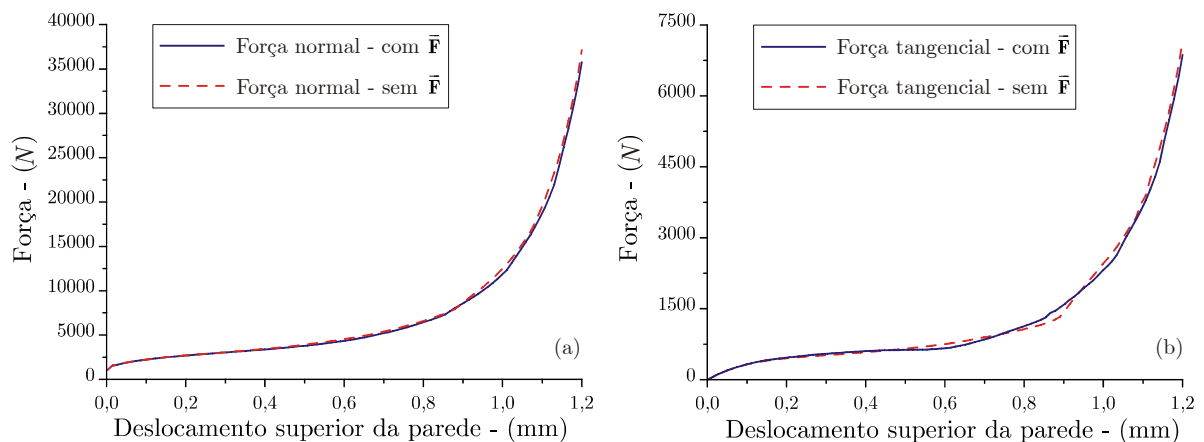 Força normal - com F̄
Força normal - sem F̄
Força - (N)
40000
35000
30000
25000
20000
15000
10000
5000
0
0,0 0,2 0,4 0,6 0,8 1,0 1,2
Deslocamento superior da parede - (mm)
(a)
Força tangencial - com F̄
Força tangencial - sem F̄
Força - (N)
7500
6000
4500
3000
1500
0
0,0 0,2 0,4 0,6 0,8 1,0 1,2
Deslocamento superior da parede - (mm)
(b)